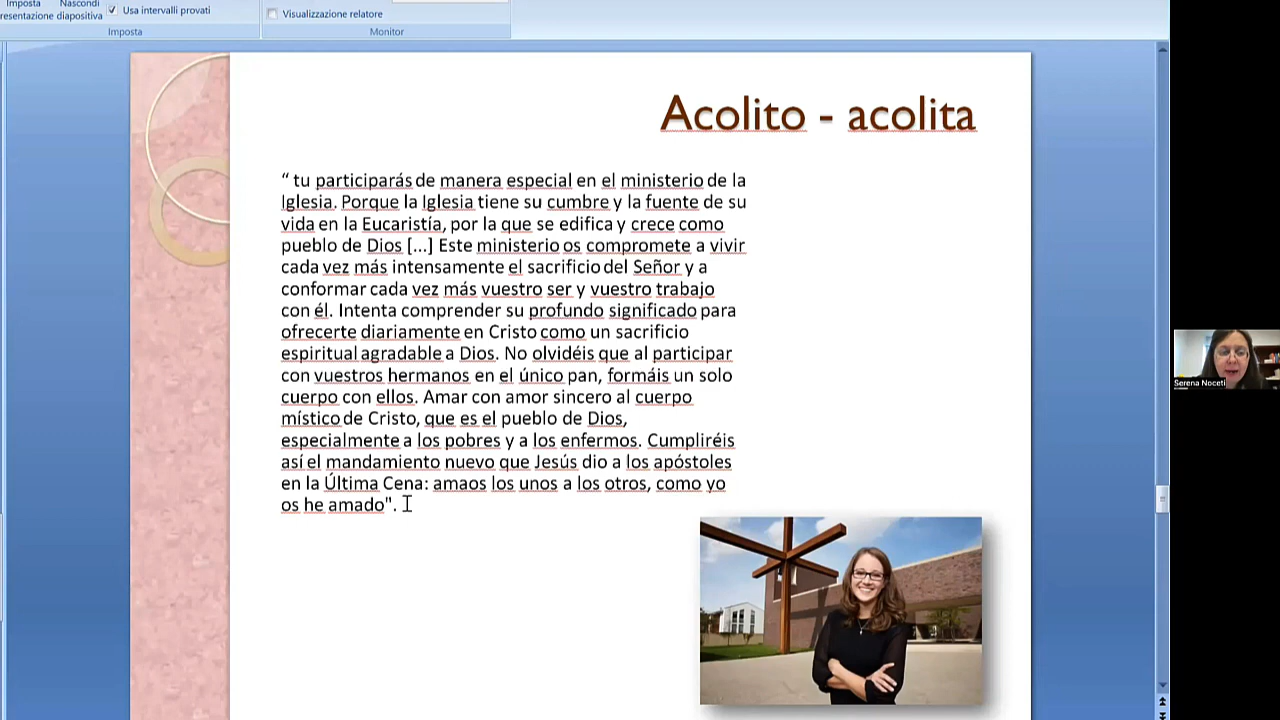 Imposta
resentazione
Nascondi
diapositiva
Usa intervalli provati
Imposta
Visualizzazione relatore
Monitor
Acolito - acolita
“ tu participarás de manera especial en el ministerio de la
Iglesia. Porque la Iglesia tiene su cumbre y la fuente de su
vida en la Eucaristía, por la que se edifica y crece como
pueblo de Dios [...] Este ministerio os compromete a vivir
cada vez más intensamente el sacrificio del Señor y a
conformar cada vez más vuestro ser y vuestro trabajo
con él. Intenta comprender su profundo significado para
ofrecerte diariamente en Cristo como un sacrificio
espiritual agradable a Dios. No olvidéis que al participar
con vuestros hermanos en el único pan, formáis un solo
cuerpo con ellos. Amar con amor sincero al cuerpo
místico de Cristo, que es el pueblo de Dios,
especialmente a los pobres y a los enfermos. Cumpliréis
así el mandamiento nuevo que Jesús dio a los apóstoles
en la Última Cena: amaos los unos a los otros, como yo
os he amado".
Serena Noceti